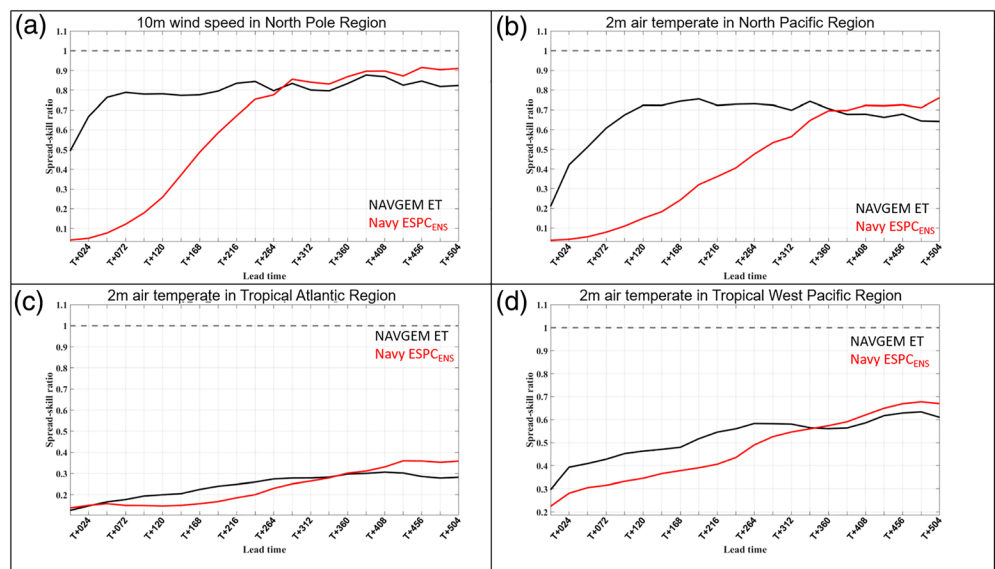 (a)
10m wind speed in North Pole Region
1.1
1
0.9
0.8
0.7
0.6
0.5
0.4
0.3
0.2
0.1
Spread-skill ratio
NAVGEM ET
Navy ESPC_ENS
T+024
T+072
T+120
T+168
T+216
T+264
T+312
T+360
T+408
T+456
T+504
Lead time
(b)
2m air temperate in North Pacific Region
1.1
1
0.9
0.8
0.7
0.6
0.5
0.4
0.3
0.2
0.1
Spread-skill ratio
NAVGEM ET
Navy ESPC_ENS
T+024
T+072
T+120
T+168
T+216
T+264
T+312
T+360
T+408
T+456
T+504
Lead time
(c)
2m air temperate in Tropical Atlantic Region
1.1
1
0.9
0.8
0.7
0.6
0.5
0.4
0.3
0.2
Spread-skill ratio
NAVGEM ET
Navy ESPC_ENS
T+024
T+072
T+120
T+168
T+216
T+264
T+312
T+360
T+408
T+456
T+504
Lead time
(d)
2m air temperate in Tropical West Pacific Region
1.1
1
0.9
0.8
0.7
0.6
0.5
0.4
0.3
0.2
Spread-skill ratio
NAVGEM ET
Navy ESPC_ENS
T+024
T+072
T+120
T+168
T+216
T+264
T+312
T+360
T+408
T+456
T+504
Lead time